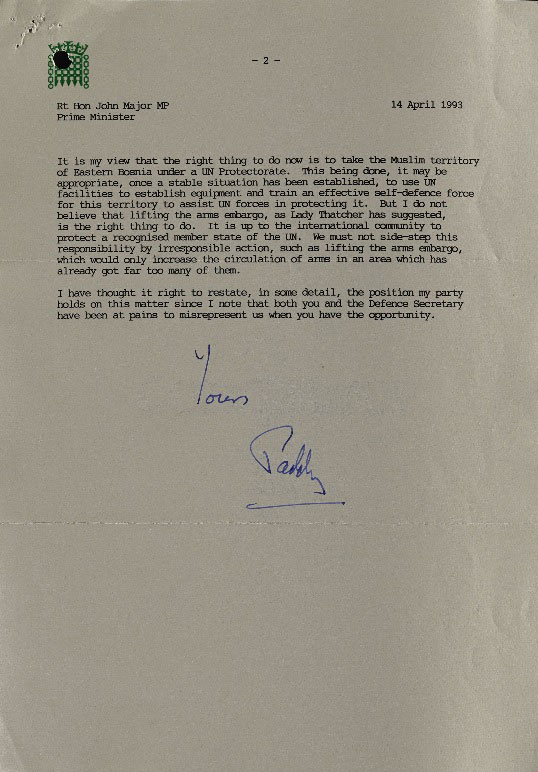 - 2 -
Rt Hon John Major MP
14 April 1993
Prime Minister
It is my view that the right thing to do now is to take the Muslim territory
of Eastern Bosnia under a UN Protectorate. This being done, it may be
appropriate, once a stable situation has been established, to use UN
facilities to establish equipment and train an effective self-defence force
for this territory to assist UN forces in protecting it. But I do not
believe that lifting the arms embargo, as Lady Thatcher has suggested,
is the right thing to do. It is up to the international community to
protect a recognised member state of the UN. We must not side-step this
responsibility by irresponsible action, such as lifting the arms embargo,
which would only increase the circulation of arms in an area which has
already got far too many of them.
I have thought it right to restate, in some detail, the position my party
holds on this matter since I note that both you and the Defence Secretary
have been at pains to misrepresent us when you have the opportunity.
Yours
Paddy